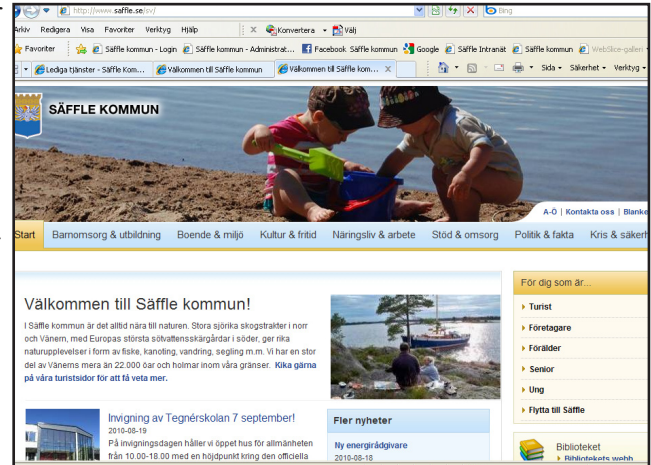 http://www.saffle.se/sv/
Bing
Arkiv Redigera Visa Favoriter Verktyg Hjälp X Konvertera Välj
Favoriter Säffle kommun - Login Säffle kommun - Administrat... Facebook Säffle kommun Google Säffle Intranät Säffle kommun WebSlice-galleri
Lediga tjänster - Säffle Kom... Välkommen till Säffle kommun Välkommen till Säffle kom... X Sida Säkerhet Verktyg
SÄFFLE KOMMUN
A-Ö | Kontakta oss | Blanke
Start Barnomsorg & utbildning Boende & miljö Kultur & fritid Näringsliv & arbete Stöd & omsorg Politik & fakta Kris & säkerh
Välkommen till Säffle kommun!
I Säffle kommun är det alltid nära till naturen. Stora sjörika skogstrakter i norr
och Vänern, med Europas största sötvattensskärgårdar i söder, ger rika
naturupplevelser i form av fiske, kanoting, vandring, segling m.m. Vi har en stor
del av Vänerns mera än 22.000 öar och holmar inom våra gränser. Kika gärna
på våra turistsidor för att få veta mer.
Invigning av Tegnérskolan 7 september!
2010-08-19
På invigningsdagen håller vi öppet hus för allmänheten
från 10.00-18.00 med en höjdpunkt kring den officiella
Fler nyheter
Ny energirådgivare
2010-08-18
För dig som är...
Turist
Företagare
Förälder
Senior
Ung
Flytta till Säffle
Biblioteket
Bibliotekets webb